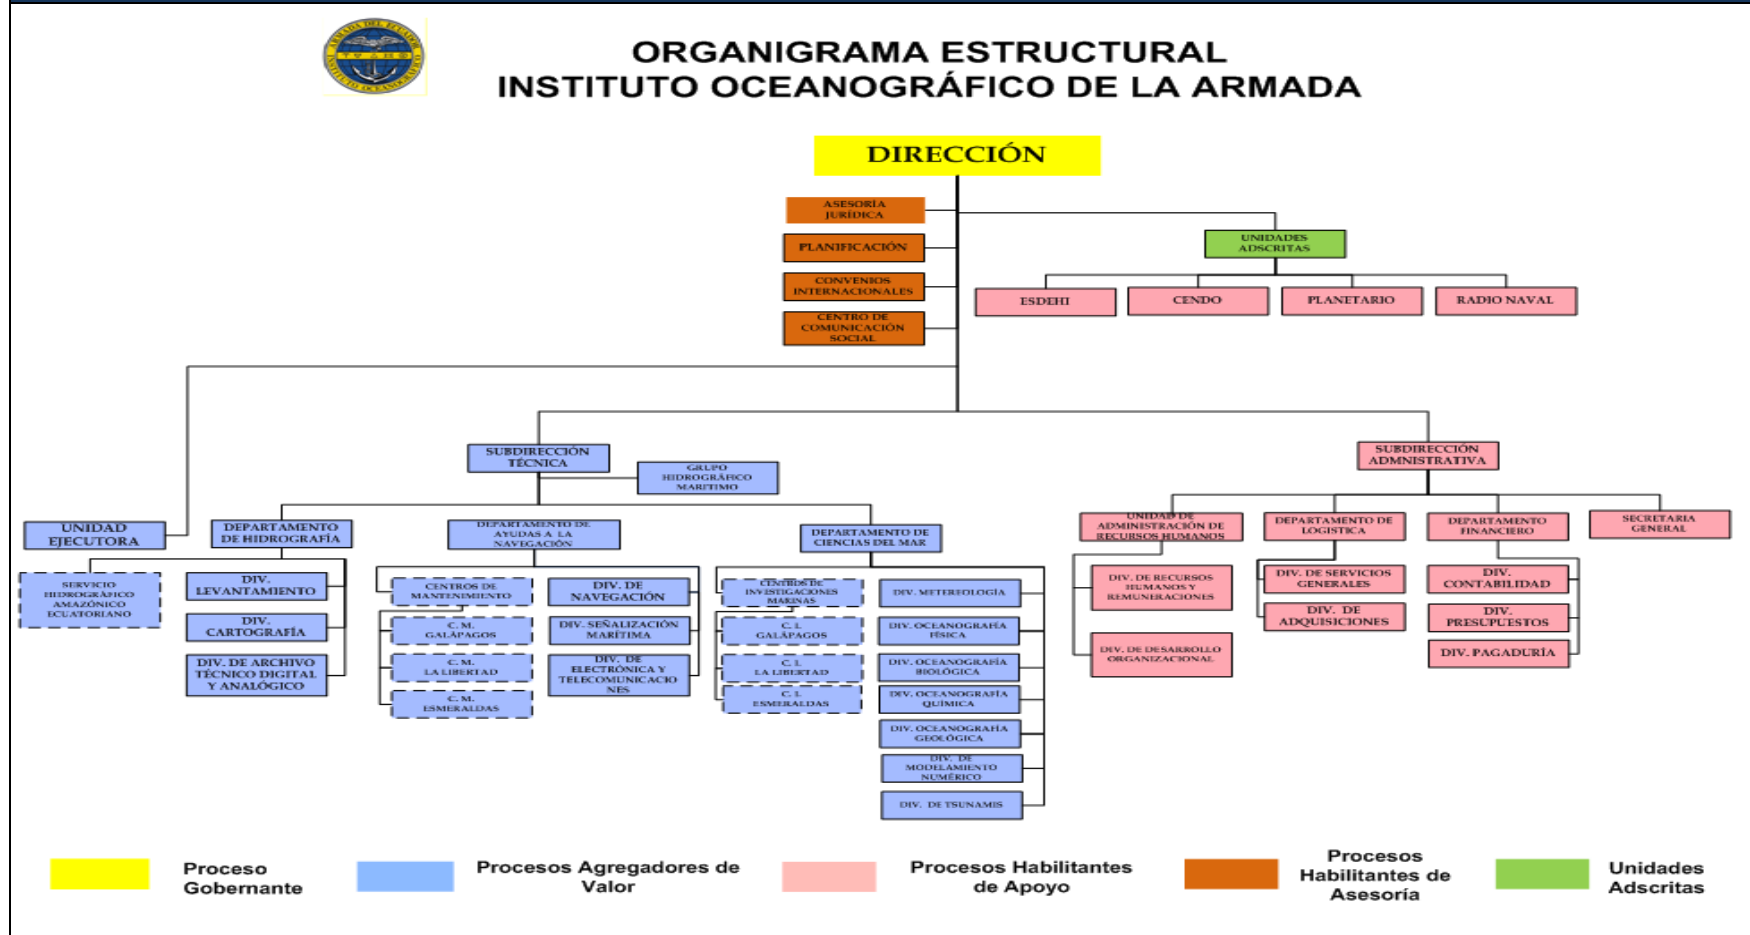 ARMADA DEL ECUADOR
INSTITUTO OCEANOGRÁFICO
ORGANIGRAMA ESTRUCTURAL
INSTITUTO OCEANOGRÁFICO DE LA ARMADA
DIRECCIÓN
ASESORÍA
JURÍDICA
PLANIFICACIÓN
CONVENIOS
INTERNACIONALES
CENTRO DE
COMUNICACIÓN
SOCIAL
UNIDADES
ADSCRITAS
ESDEHI
CENDO
PLANETARIO
RADIO NAVAL
SUBDIRECCIÓN
TÉCNICA
GRUPO
HIDROGRÁFICO
MARITIMO
SUBDIRECCIÓN
ADMNISTRATIVA
UNIDAD
EJECUTORA
DEPARTAMENTO
DE HIDROGRAFÍA
SERVICIO
HIDROGRÁFICO
AMAZÓNICO
ECUATORIANO
DIV.
LEVANTAMIENTO
DIV.
CARTOGRAFÍA
DIV. DE ARCHIVO
TÉCNICO DIGITAL
Y ANALÓGICO
DEPARTAMENTO DE
AYUDAS A LA
NAVEGACIÓN
CENTROS DE
MANTENIMIENTO
C. M.
GALÁPAGOS
C. M.
LA LIBERTAD
C. M.
ESMERALDAS
DIV. DE
NAVEGACIÓN
DIV. SEÑALIZACIÓN
MARÍTIMA
DIV. DE
ELECTRÓNICA Y
TELECOMUNICACIO
NES
DEPARTAMENTO DE
CIENCIAS DEL MAR
CENTROS DE
INVESTIGACIONES
MARINAS
C. I.
GALÁPAGOS
C. I.
LA LIBERTAD
C. I.
ESMERALDAS
DIV. METEREOLOGÍA
DIV. OCEANOGRAFÍA
FÍSICA
DIV. OCEANOGRAFÍA
BIOLÓGICA
DIV. OCEANOGRAFÍA
QUÍMICA
DIV. OCEANOGRAFÍA
GEOLÓGICA
DIV. DE
MODELAMIENTO
NUMÉRICO
DIV. DE TSUNAMIS
UNIDAD DE
ADMINISTRACIÓN DE
RECURSOS HUMANOS
DIV. DE RECURSOS
HUMANOS Y
REMUNERACIONES
DIV. DE DESARROLLO
ORGANIZACIONAL
DEPARTAMENTO DE
LOGISTICA
DIV. DE SERVICIOS
GENERALES
DIV. DE
ADQUISICIONES
DEPARTAMENTO
FINANCIERO
DIV.
CONTABILIDAD
DIV.
PRESUPUESTOS
DIV. PAGADURÍA
SECRETARIA
GENERAL
Proceso
Gobernante
Procesos Agregadores de
Valor
Procesos Habilitantes
de Apoyo
Procesos
Habilitantes de
Asesoría
Unidades
Adscritas